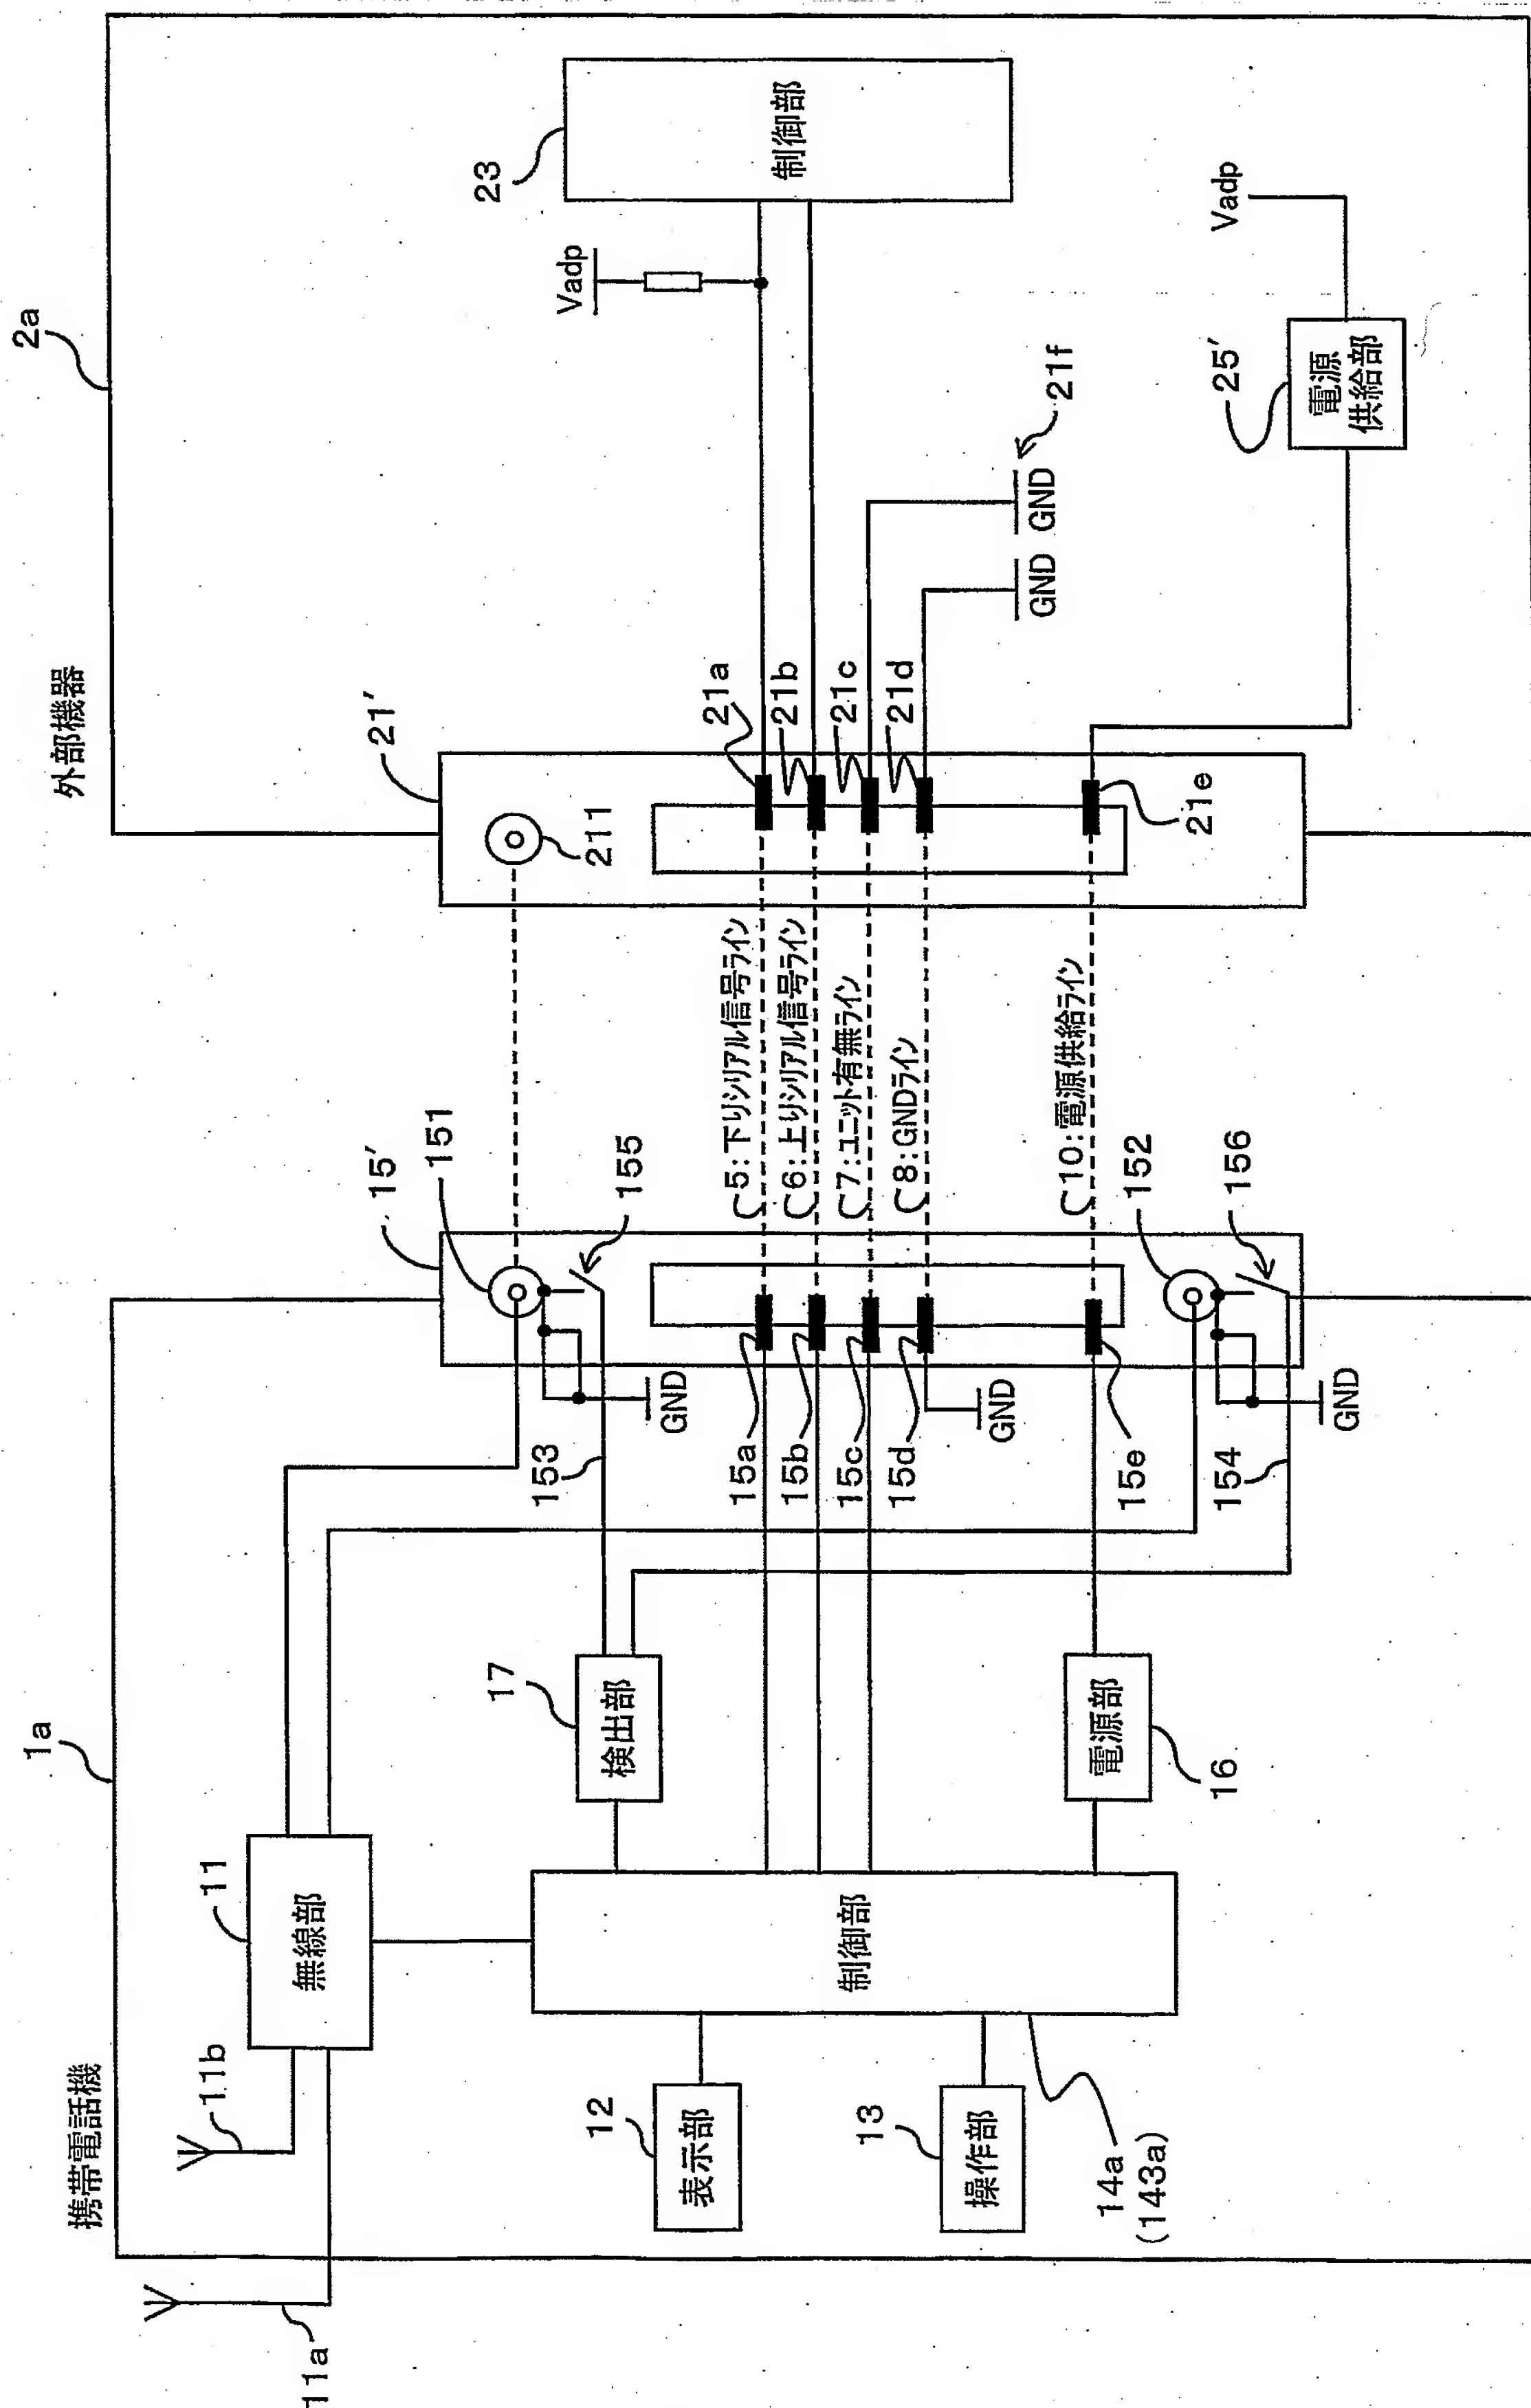 携帯電話機
1a
11a
11b
11
無線部
12
表示部
13
操作部
14a
(143a)
制御部
17
検出部
電源部
16
153
GND
15a
15b
15c
15d
GND
15e
154
GND
15′
151
155
152
156
5:下りシリアル信号ライン
6:上りシリアル信号ライン
7:ユニット有無ライン
8:GNDライン
10:電源供給ライン
外部機器
2a
21′
211
21a
21b
21c
21d
21e
GND
GND
21f
Vadp
23
制御部
25′
電源
供給部
Vadp